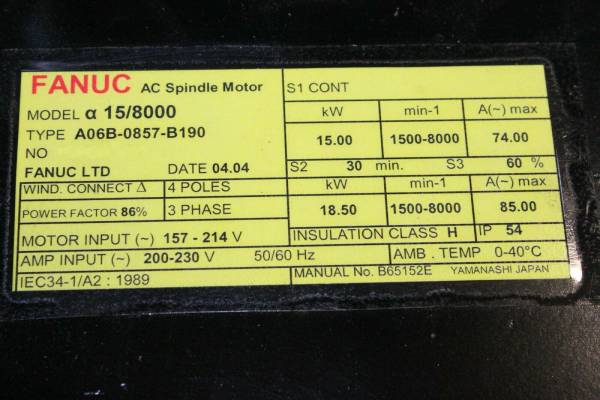 FANUC AC Spindle Motor
MODEL α 15/8000
TYPE A06B-0857-B190
NO
FANUC LTD DATE 04.04
WIND. CONNECT Δ 4 POLES
POWER FACTOR 86% 3 PHASE
MOTOR INPUT (~) 157 - 214 V
AMP INPUT (~) 200-230 V 50/60 Hz
IEC34-1/A2 : 1989
S1 CONT
kW min-1 A(~) max
15.00 1500-8000 74.00
S2 30 min. S3 60 %
kW min-1 A(~) max
18.50 1500-8000 85.00
INSULATION CLASS H IP 54
AMB . TEMP 0-40°C
MANUAL No. B65152E YAMANASHI JAPAN